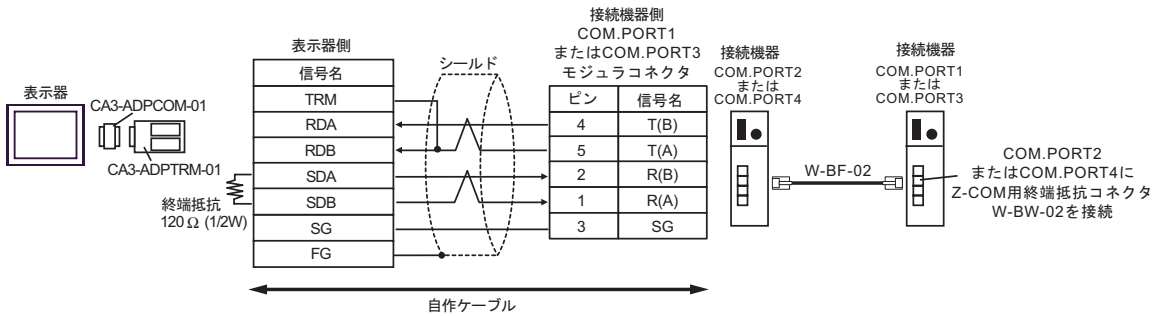 表示器
CA3-ADPCOM-01
CA3-ADPTRM-01
終端抵抗
120 Ω (1/2W)
表示器側
信号名
TRM
RDA
RDB
SDA
SDB
SG
FG
シールド
接続機器側
COM.PORT1
またはCOM.PORT3
モジュラコネクタ
ピン 信号名
4 T(B)
5 T(A)
2 R(B)
1 R(A)
3 SG
自作ケーブル
接続機器
COM.PORT2
または
COM.PORT4
W-BF-02
接続機器
COM.PORT1
または
COM.PORT3
COM.PORT2
またはCOM.PORT4に
Z-COM用終端抵抗コネクタ
W-BW-02を接続